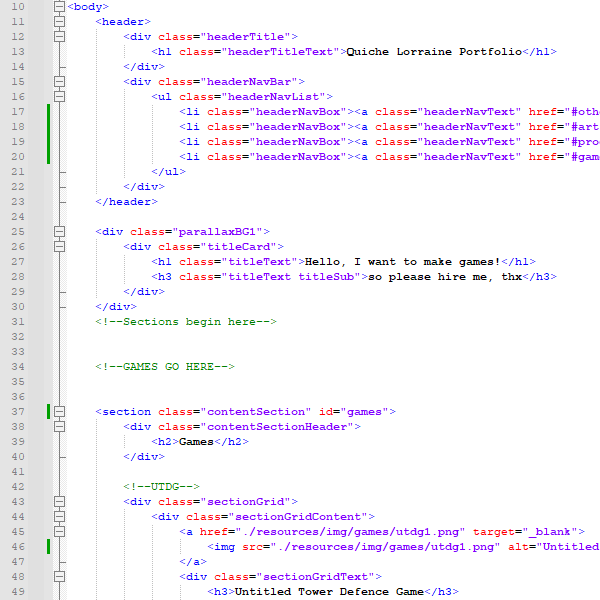 10 <body>
11 <header>
12 <div class="headerTitle">
13 <h1 class="headerTitleText">Quiche Lorraine Portfolio</h1>
14 </div>
15 <div class="headerNavBar">
16 <ul class="headerNavList">
17 <li class="headerNavBox"><a class="headerNavText" href="#oth
18 <li class="headerNavBox"><a class="headerNavText" href="#art
19 <li class="headerNavBox"><a class="headerNavText" href="#pro
20 <li class="headerNavBox"><a class="headerNavText" href="#gam
21 </ul>
22 </div>
23 </header>
24
25 <div class="parallaxBG1">
26 <div class="titleCard">
27 <h1 class="titleText">Hello, I want to make games!</h1>
28 <h3 class="titleText titleSub">so please hire me, thx</h3>
29 </div>
30 </div>
31 <!--Sections begin here-->
32
33
34 <!--GAMES GO HERE-->
35
36
37 <section class="contentSection" id="games">
38 <div class="contentSectionHeader">
39 <h2>Games</h2>
40 </div>
41
42 <!--UTDG-->
43 <div class="sectionGrid">
44 <div class="sectionGridContent">
45 <a href="./resources/img/games/utdg1.png" target="_blank">
46 <img src="./resources/img/games/utdg1.png" alt="Untitled
47 </a>
48 <div class="sectionGridText">
49 <h3>Untitled Tower Defence Game</h3>